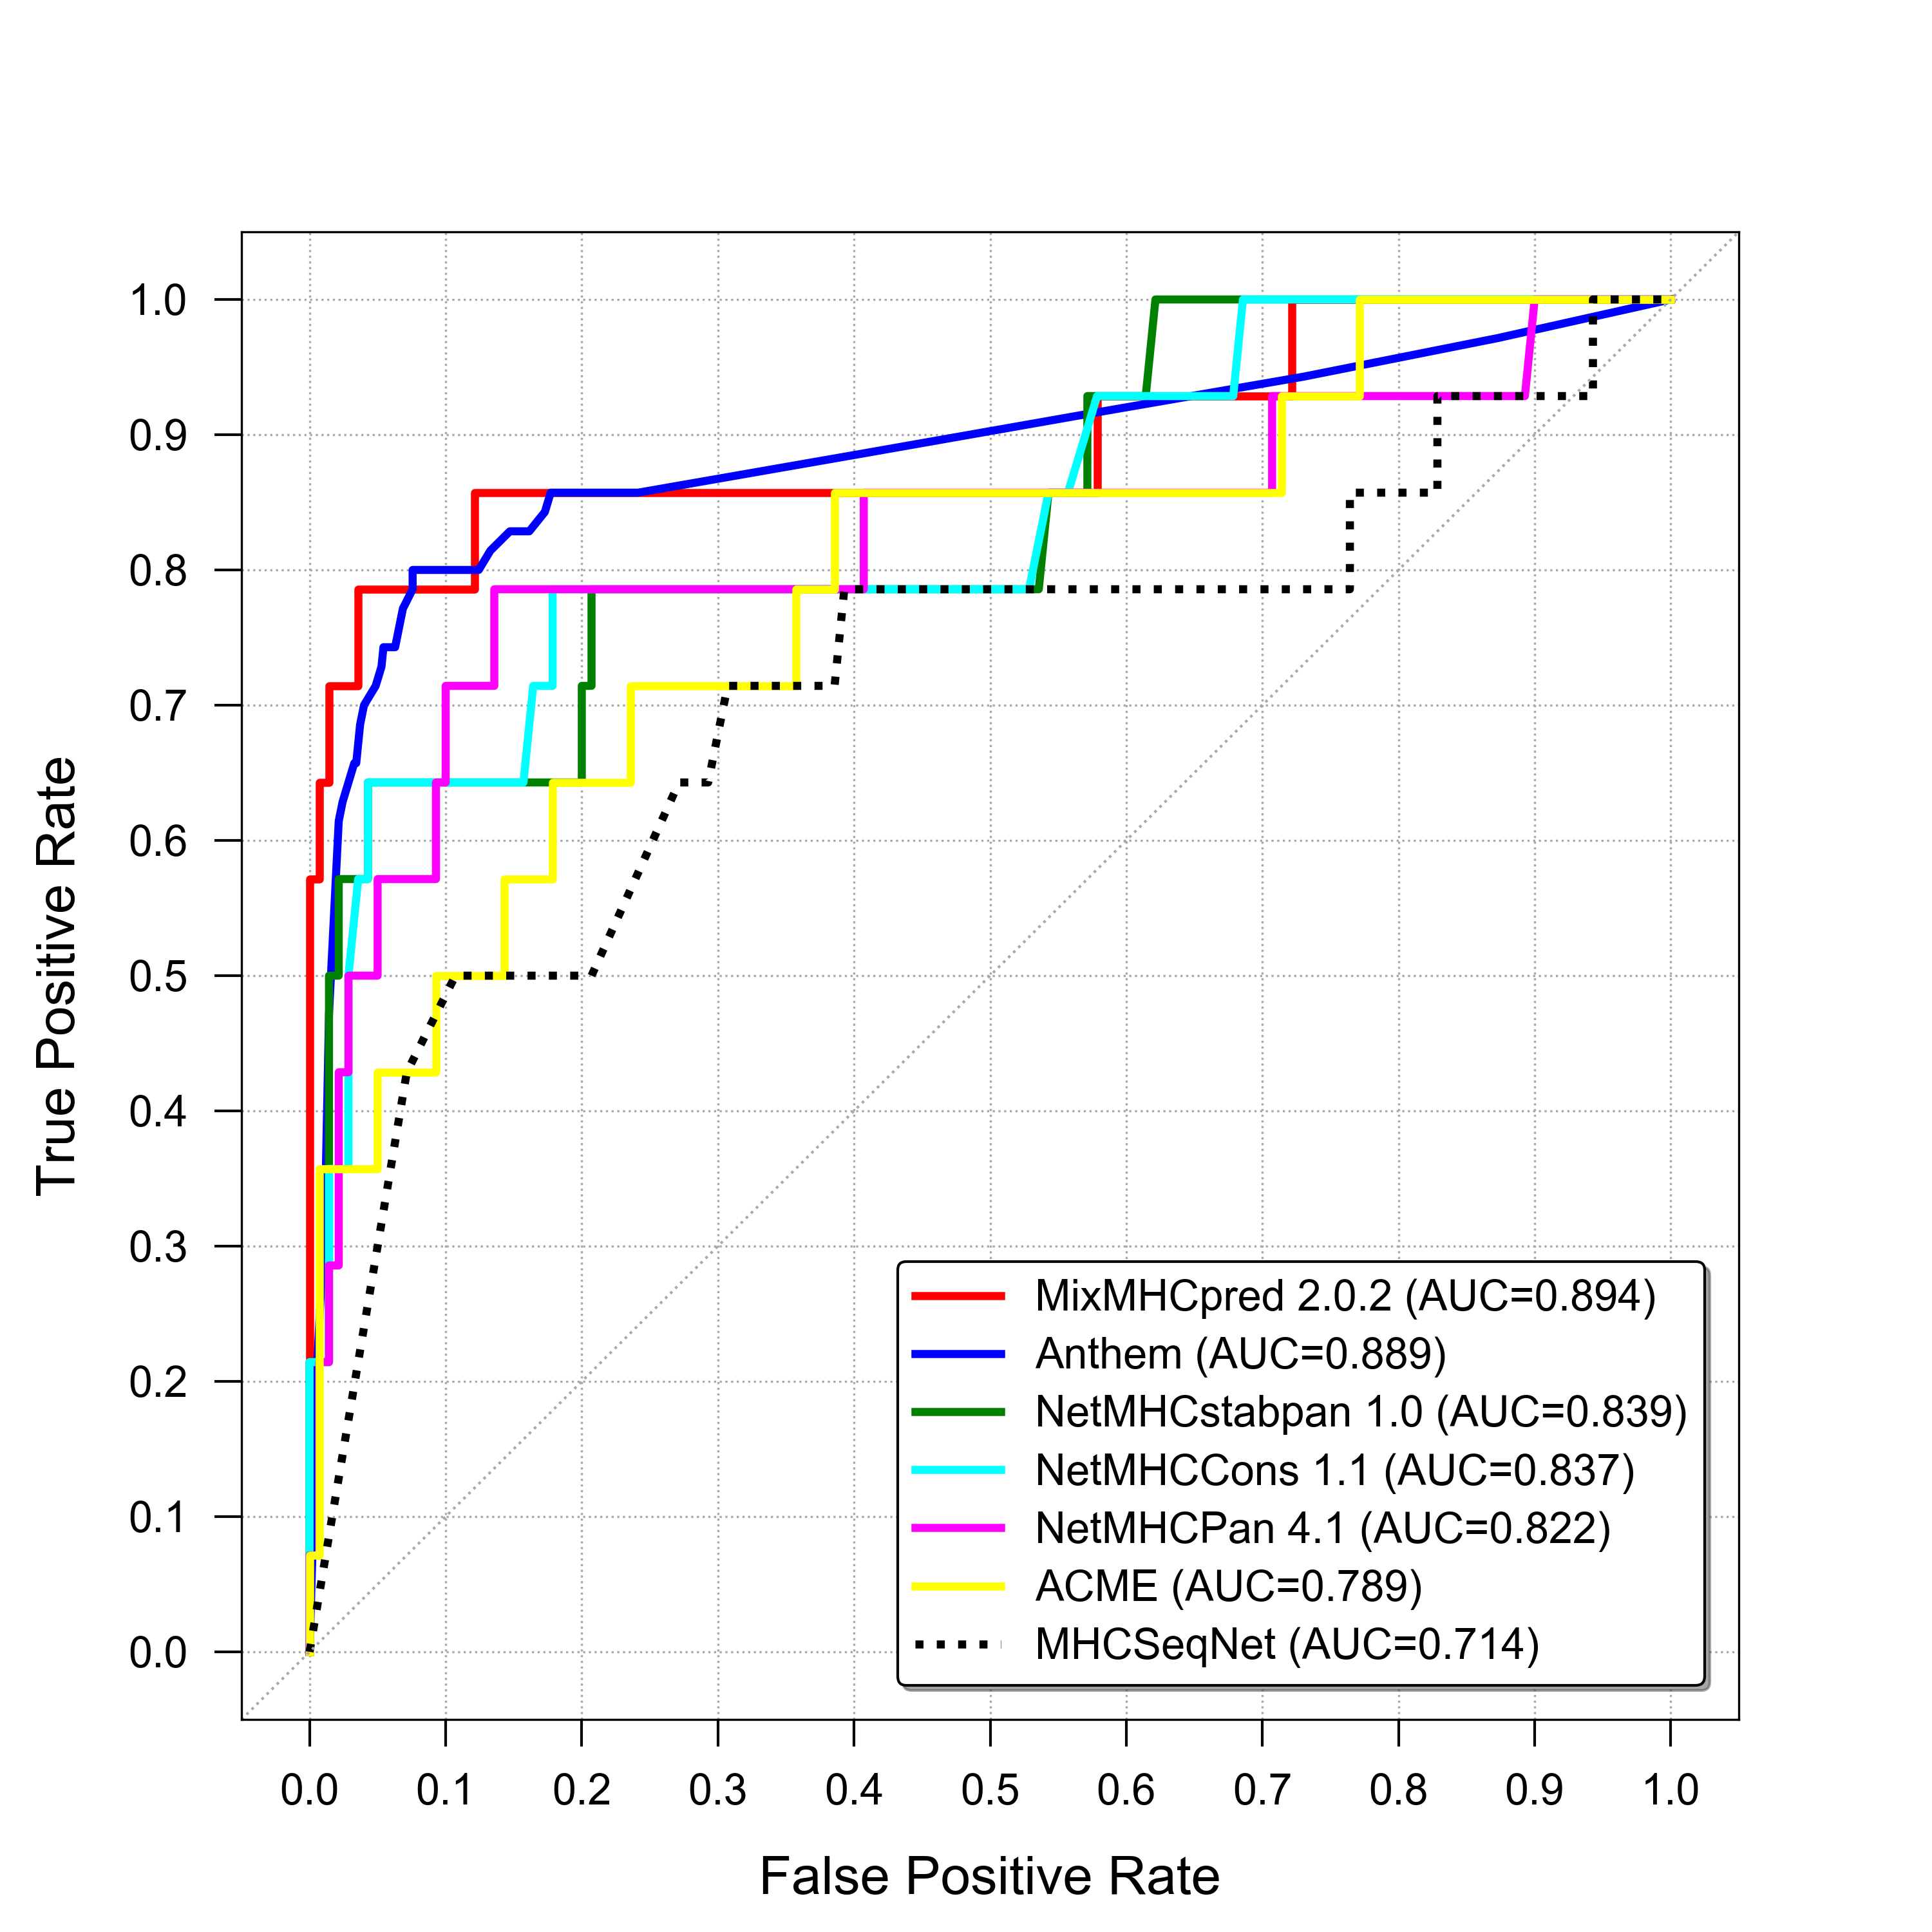 1.0
0.9
0.8
0.7
0.6
0.5
0.4
0.3
0.2
0.1
0.0
True Positive Rate
MixMHCpred 2.0.2 (AUC=0.894)
Anthem (AUC=0.889)
NetMHCstabpan 1.0 (AUC=0.839)
NetMHCCons 1.1 (AUC=0.837)
NetMHCPan 4.1 (AUC=0.822)
ACME (AUC=0.789)
MHCSeqNet (AUC=0.714)
0.0 0.1 0.2 0.3 0.4 0.5 0.6 0.7 0.8 0.9 1.0
False Positive Rate